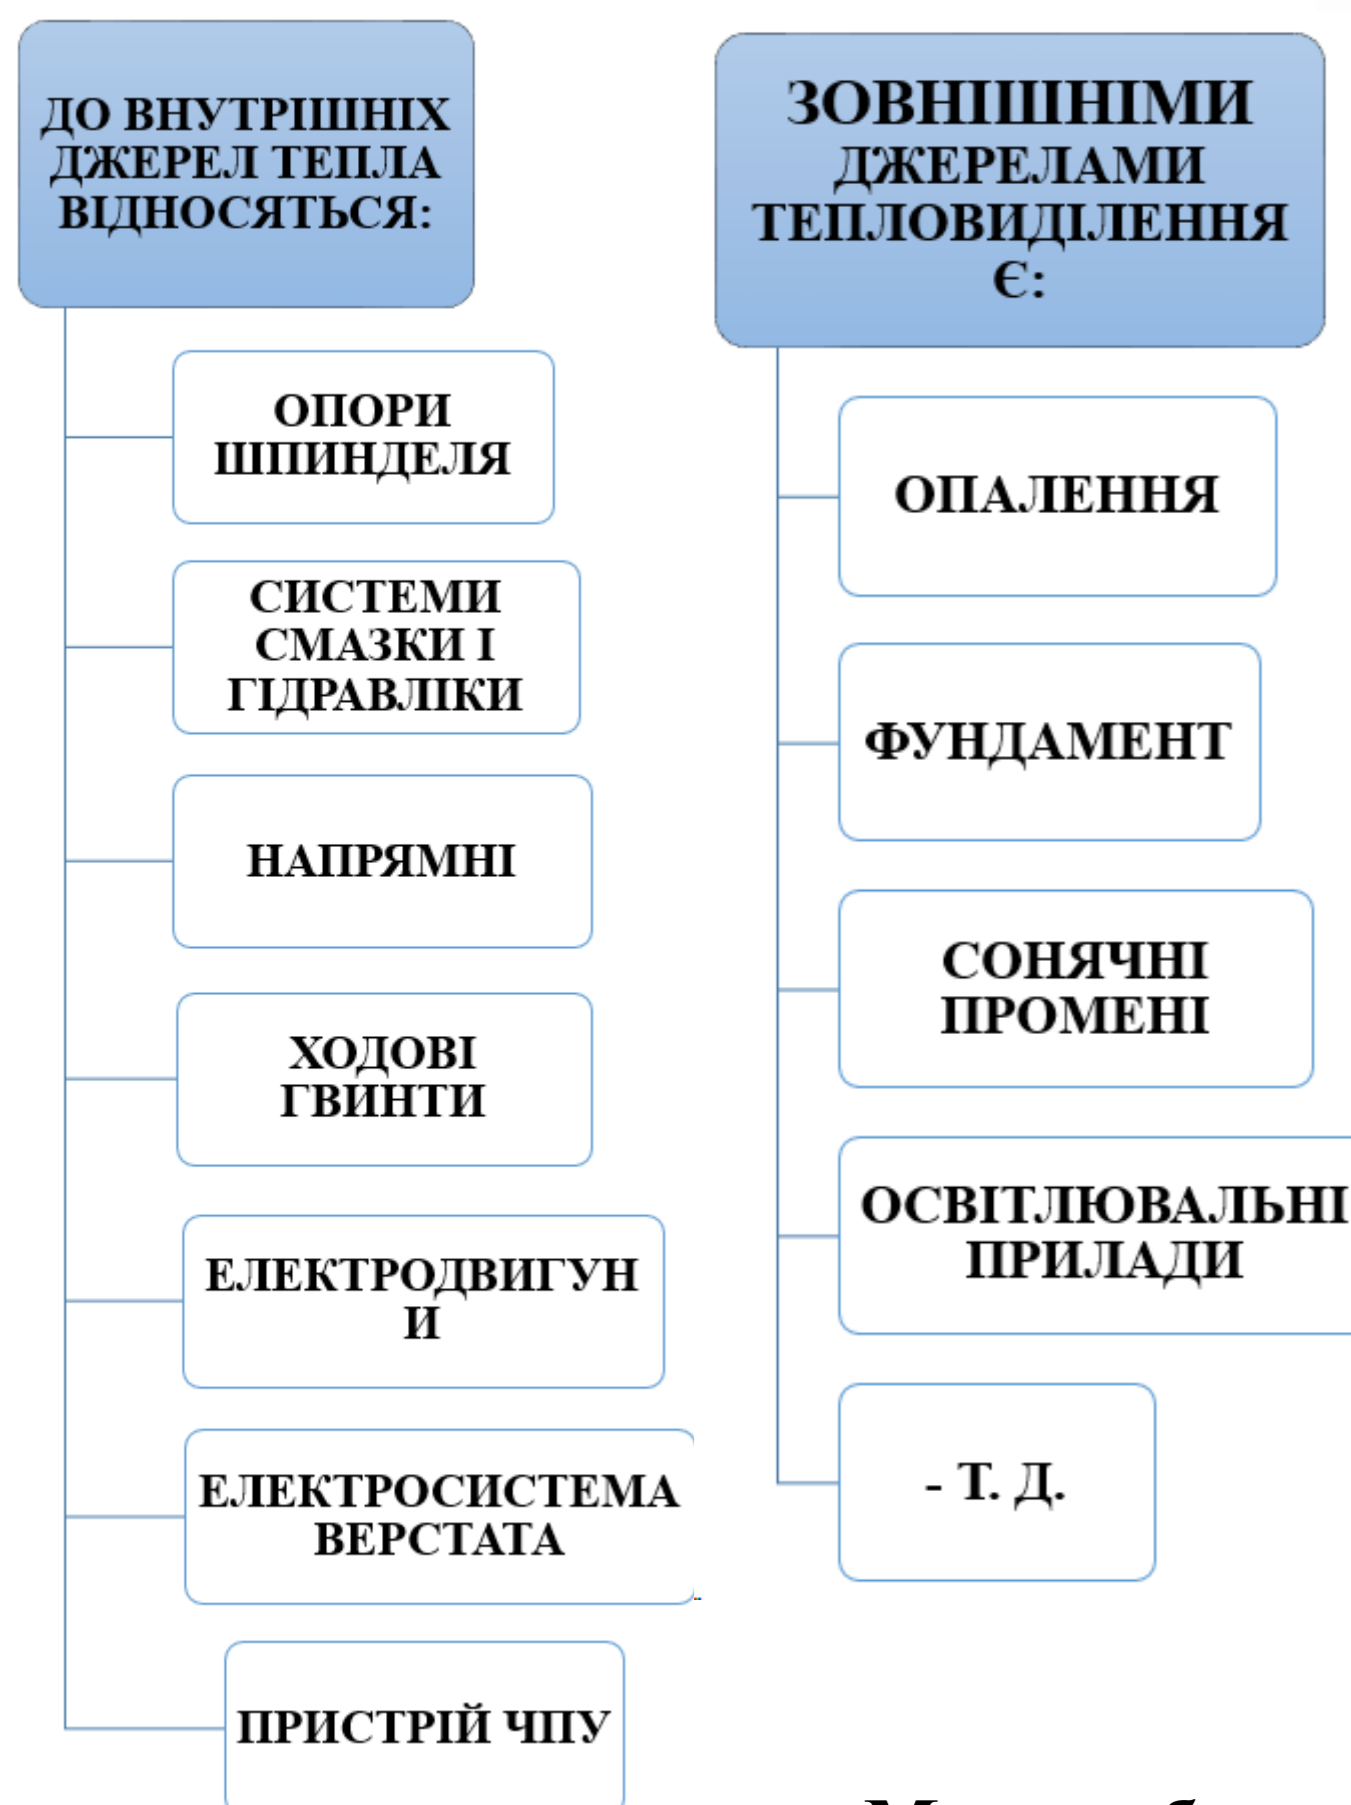 ДО ВНУТРІШНІХ
ДЖЕРЕЛ ТЕПЛА
ВІДНОСЯТЬСЯ:
ОПОРИ
ШПИНДЕЛЯ
СИСТЕМИ
СМАЗКИ І
ГІДРАВЛІКИ
НАПРЯМНІ
ХОДОВІ
ГВИНТИ
ЕЛЕКТРОДВИГУН
И
ЕЛЕКТРОСИСТЕМА
ВЕРСТАТА
ПРИСТРІЙ ЧПУ
ЗОВНІШНІМИ
ДЖЕРЕЛАМИ
ТЕПЛОВИДІЛЕННЯ
Є:
ОПАЛЕННЯ
ФУНДАМЕНТ
СОНЯЧНІ
ПРОМЕНІ
ОСВІТЛЮВАЛЬНІ
ПРИЛАДИ
- Т. Д.